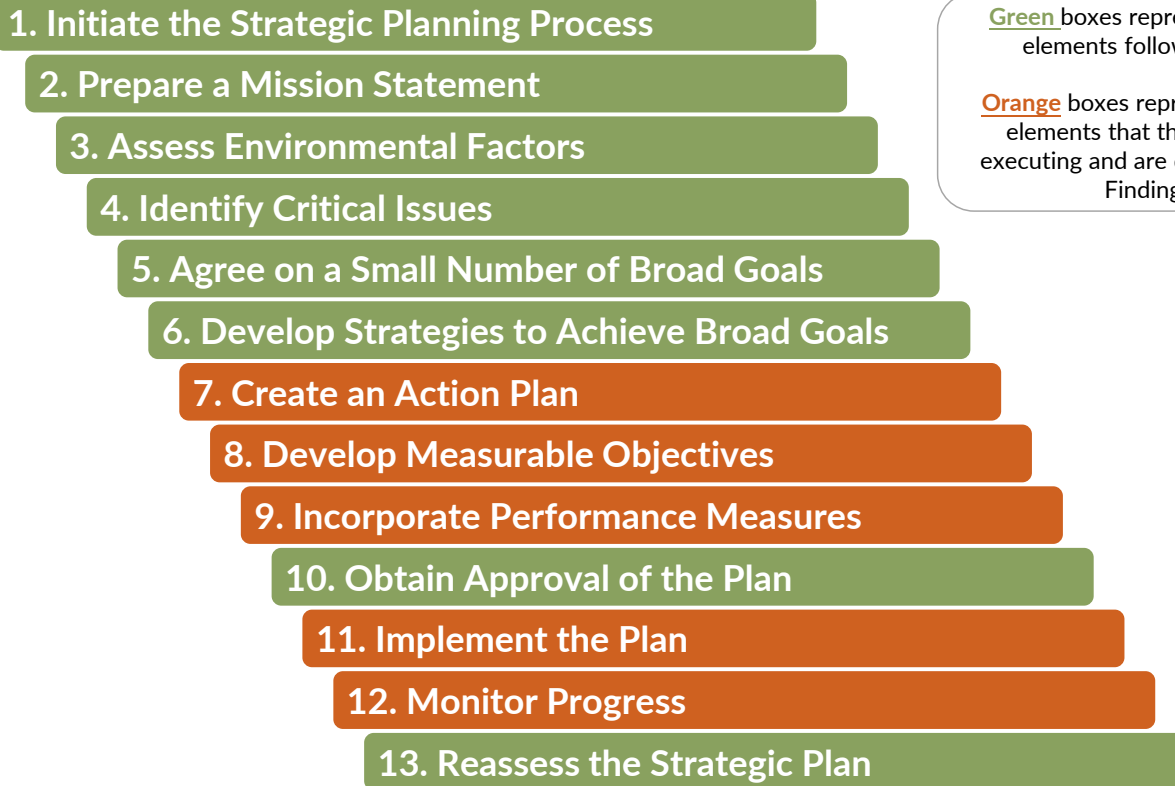 1. Initiate the Strategic Planning Process
2. Prepare a Mission Statement
3. Assess Environmental Factors
4. Identify Critical Issues
5. Agree on a Small Number of Broad Goals
6. Develop Strategies to Achieve Broad Goals
7. Create an Action Plan
8. Develop Measurable Objectives
9. Incorporate Performance Measures
10. Obtain Approval of the Plan
11. Implement the Plan
12. Monitor Progress
13. Reassess the Strategic Plan
Green boxes
elements
Orange boxes
elements that
executing and are